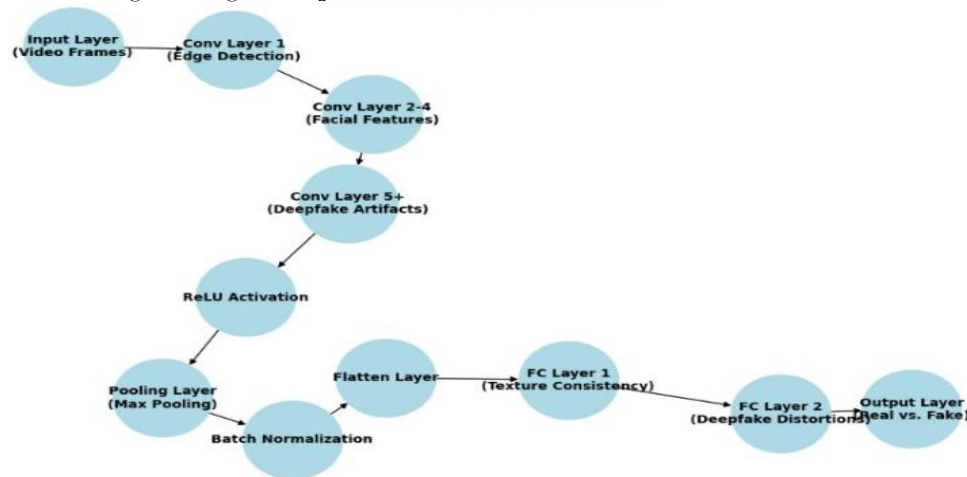 Input Layer
(Video Frames)
Conv Layer 1
(Edge Detection)
Conv Layer 2-4
(Facial Features)
Conv Layer 5+
(Deepfake Artifacts)
ReLU Activation
Pooling Layer
(Max Pooling)
Batch Normalization
Flatten Layer
FC Layer 1
(Texture Consistency)
FC Layer 2
(Deepfake Distortions)
Output Layer
(Real vs. Fake)